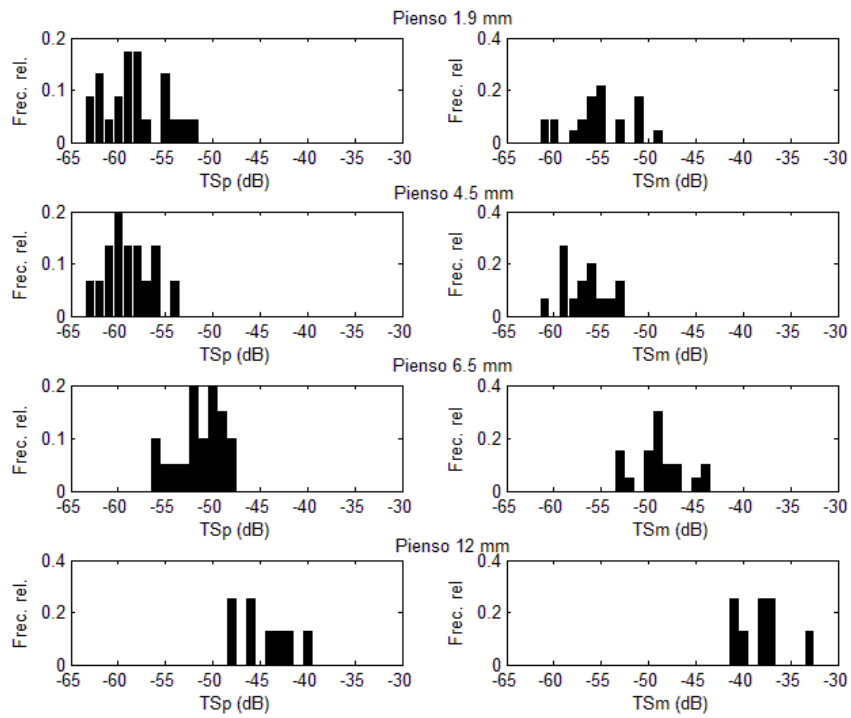 Pienso 1.9 mm
0.2 0.4
Frec. rel. 0.1 Frec. rel 0.2
0 0
-65 -60 -55 -50 -45 -40 -35 -30 -65 -60 -55 -50 -45 -40 -35 -30
TSp (dB) TSm (dB)
Pienso 4.5 mm
0.2 0.4
Frec. rel. 0.1 Frec. rel 0.2
0 0
-65 -60 -55 -50 -45 -40 -35 -30 -65 -60 -55 -50 -45 -40 -35 -30
TSp (dB) TSm (dB)
Pienso 6.5 mm
0.2 0.4
Frec. rel. 0.1 Frec. rel 0.2
0 0
-65 -60 -55 -50 -45 -40 -35 -30 -65 -60 -55 -50 -45 -40 -35 -30
TSp (dB) TSm (dB)
Pienso 12 mm
0.4 0.4
Frec. rel. 0.2 Frec. rel 0.2
0 0
-65 -60 -55 -50 -45 -40 -35 -30 -65 -60 -55 -50 -45 -40 -35 -30
TSp (dB) TSm (dB)